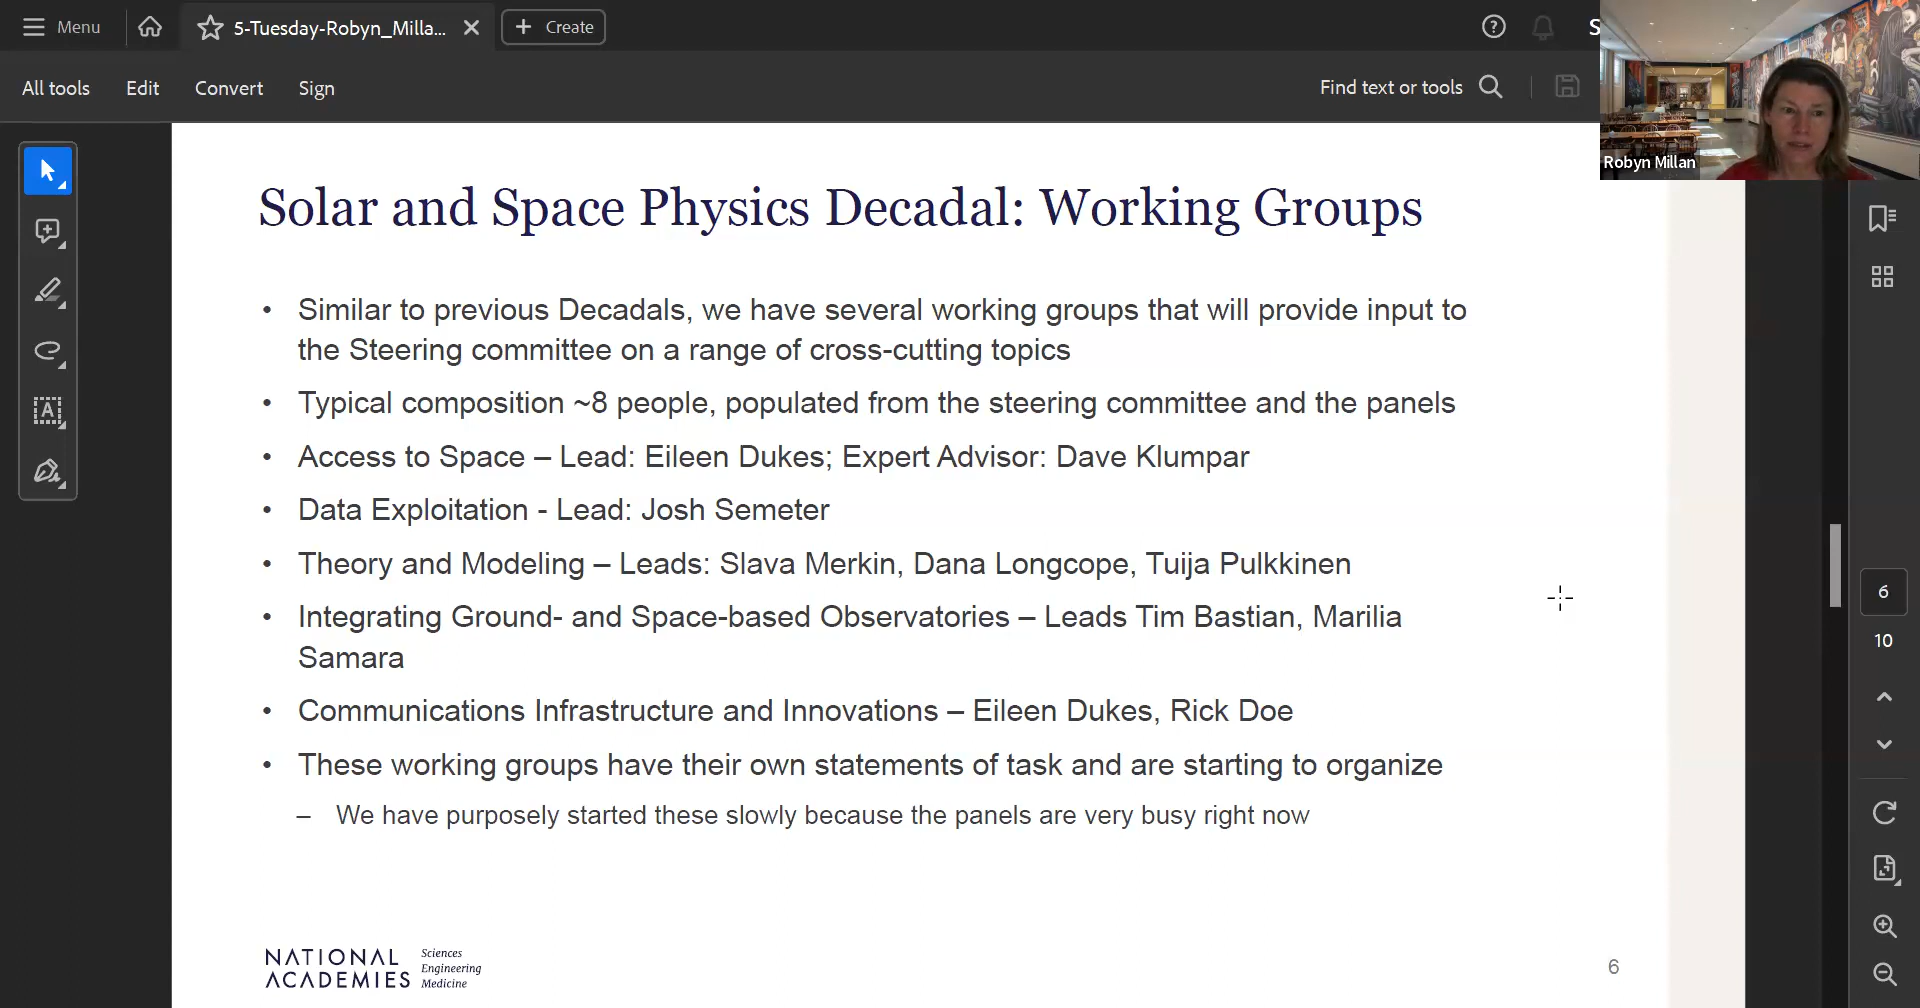 Menu
5-Tuesday-Robyn_Milla...
Create
S
All tools
Edit
Convert
Sign
Find text or tools
Robyn Millan
Solar and Space Physics Decadal: Working Groups
• Similar to previous Decadals, we have several working groups that will provide input to
the Steering committee on a range of cross-cutting topics
• Typical composition ~8 people, populated from the steering committee and the panels
• Access to Space – Lead: Eileen Dukes; Expert Advisor: Dave Klumpar
• Data Exploitation - Lead: Josh Semeter
• Theory and Modeling – Leads: Slava Merkin, Dana Longcope, Tuija Pulkkinen
• Integrating Ground- and Space-based Observatories – Leads Tim Bastian, Marilia
Samara
• Communications Infrastructure and Innovations – Eileen Dukes, Rick Doe
• These working groups have their own statements of task and are starting to organize
– We have purposely started these slowly because the panels are very busy right now
NATIONAL
ACADEMIES
Sciences
Engineering
Medicine
6
6
10